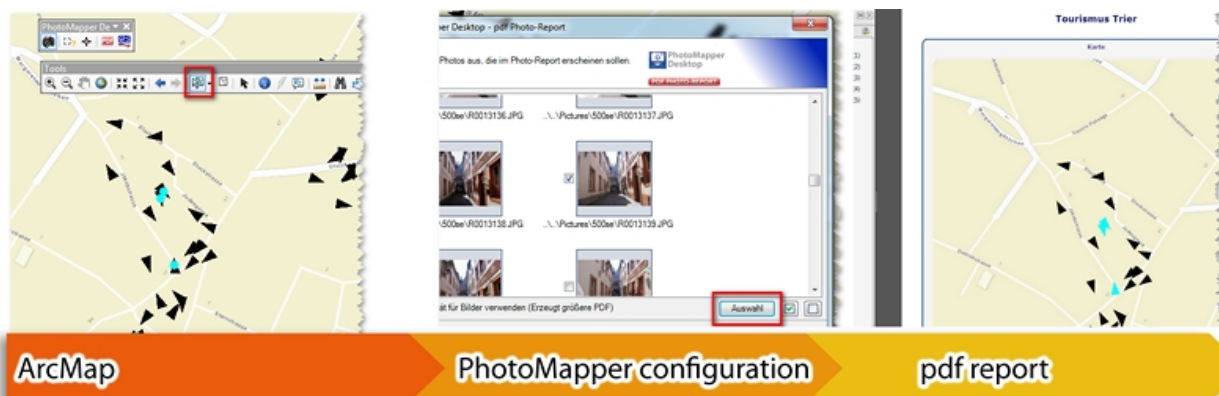 PhotoMapper De
Tools
per Desktop - pdf Photo-Report
Photos aus, die im Photo-Report erscheinen sollen.
PhotoMapper
Desktop
PDF PHOTO-REPORT
\500se\R0013136.JPG
..\..\Pictures\500se\R0013137.JPG
\500se\R0013138.JPG
..\..\Pictures\500se\R0013139.JPG
ät für Bilder verwenden (Erzeugt größere PDF)
Auswahl
Tourismus Trier
Karte
ArcMap
PhotoMapper configuration
pdf report